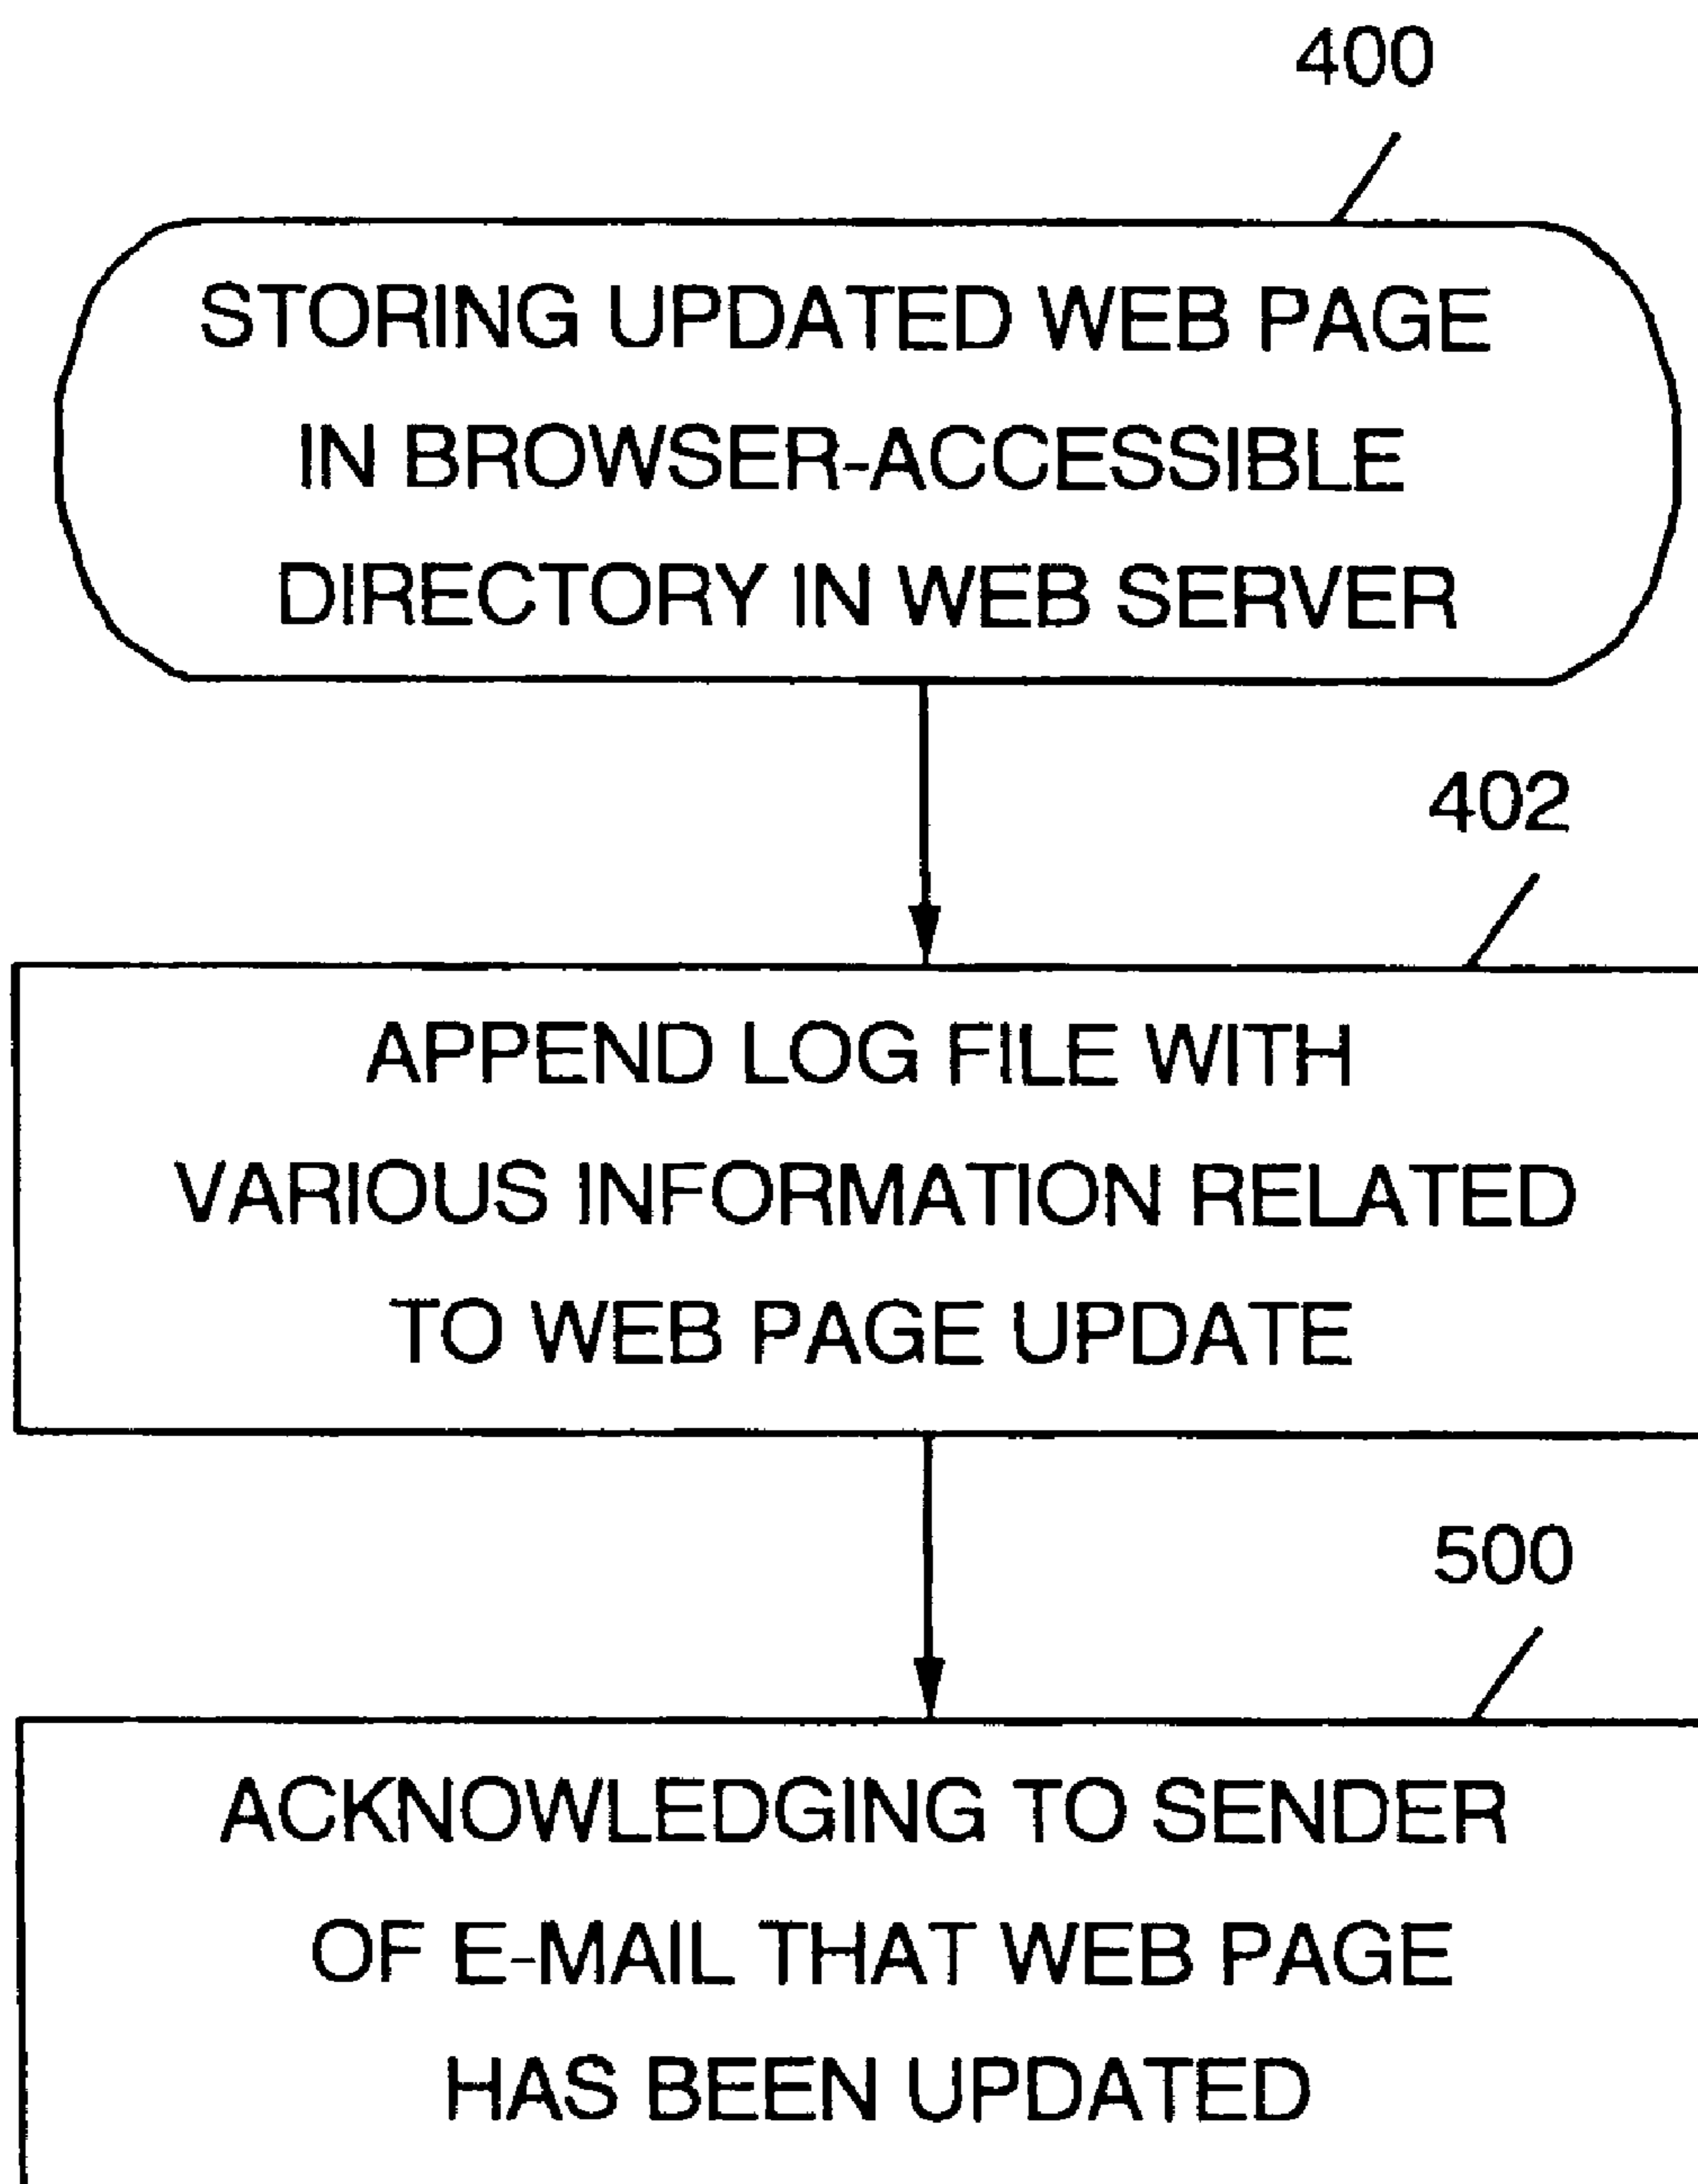 400
STORING UPDATED WEB PAGE
IN BROWSER-ACCESSIBLE
DIRECTORY IN WEB SERVER
402
APPEND LOG FILE WITH
VARIOUS INFORMATION RELATED
TO WEB PAGE UPDATE
500
ACKNOWLEDGING TO SENDER
OF E-MAIL THAT WEB PAGE
HAS BEEN UPDATED